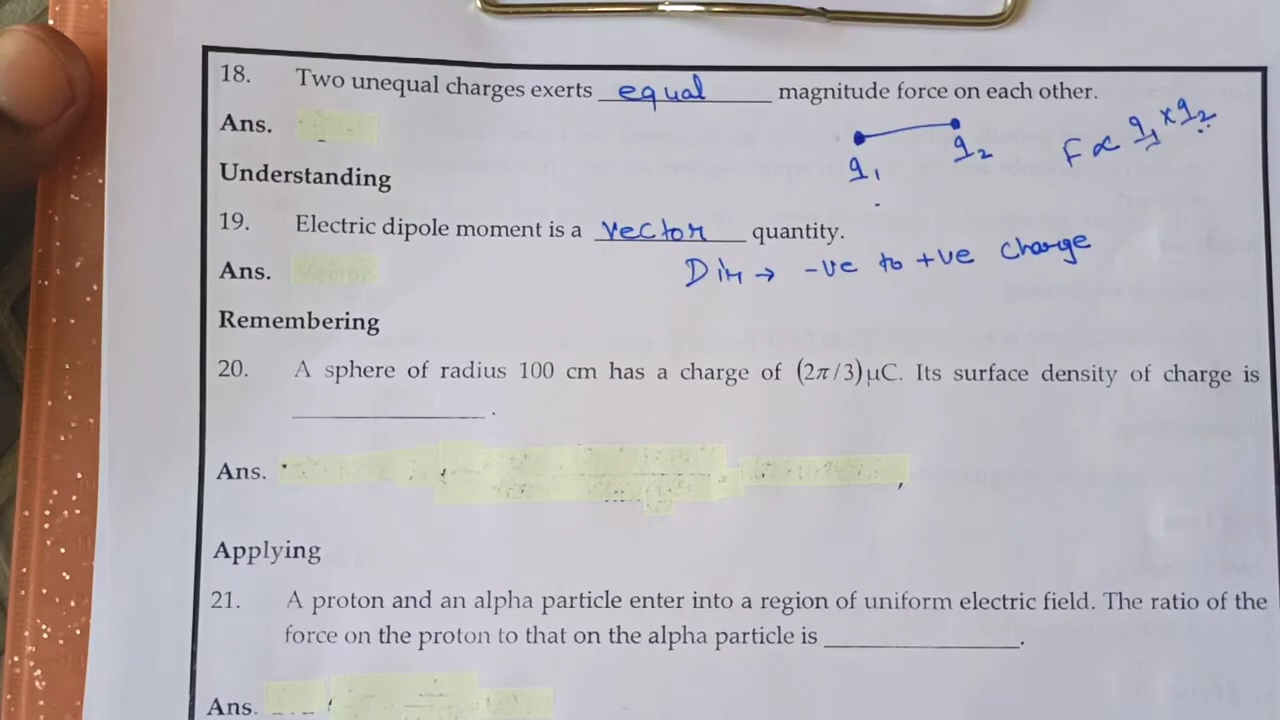 18. Two unequal charges exerts equal magnitude force on each other.
Ans.
q1 q2 F ∝ q1 × q2
Understanding
19. Electric dipole moment is a vector quantity.
Ans. Vector
Dir → -ve to +ve charge
Remembering
20. A sphere of radius 100 cm has a charge of (2π/3)μC. Its surface density of charge is
________ .
Ans.
Applying
21. A proton and an alpha particle enter into a region of uniform electric field. The ratio of the
force on the proton to that on the alpha particle is ________.
Ans.